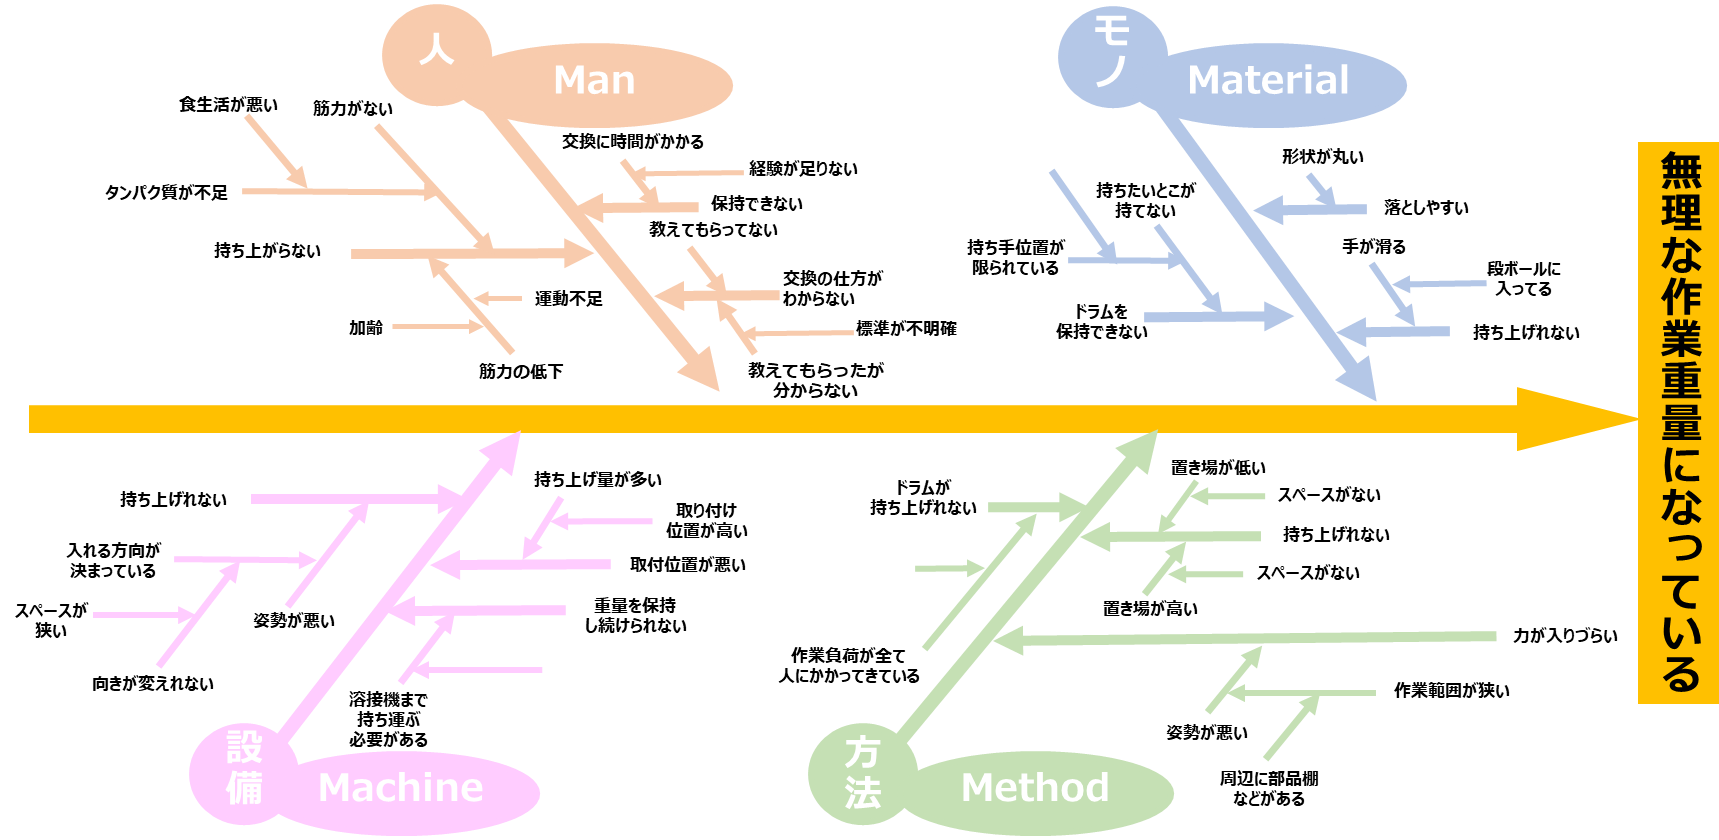 人
Man
食生活が悪い
筋力がない
交換に時間がかかる
経験が足りない
タンパク質が不足
保持できない
教えてもらってない
持ち上がらない
交換の仕方が
わからない
運動不足
加齢
標準が不明確
筋力の低下
教えてもらったが
分からない
モノ
Material
形状が丸い
持ちたいとこが
持てない
落としやすい
持ち手位置が
限られている
手が滑る
段ボールに
入ってる
ドラムを
保持できない
持ち上げれない
無理な作業重量になっている
持ち上げれない
持ち上げ量が多い
取り付け
位置が高い
入れる方向が
決まっている
取付位置が悪い
スペースが
狭い
姿勢が悪い
重量を保持
し続けられない
向きが変えれない
溶接機まで
持ち運ぶ
必要がある
設備
Machine
ドラムが
持ち上げれない
置き場が低い
スペースがない
持ち上げれない
スペースがない
置き場が高い
力が入りづらい
作業負荷が全て
人にかかってきている
作業範囲が狭い
姿勢が悪い
周辺に部品棚
などがある
方法
Method